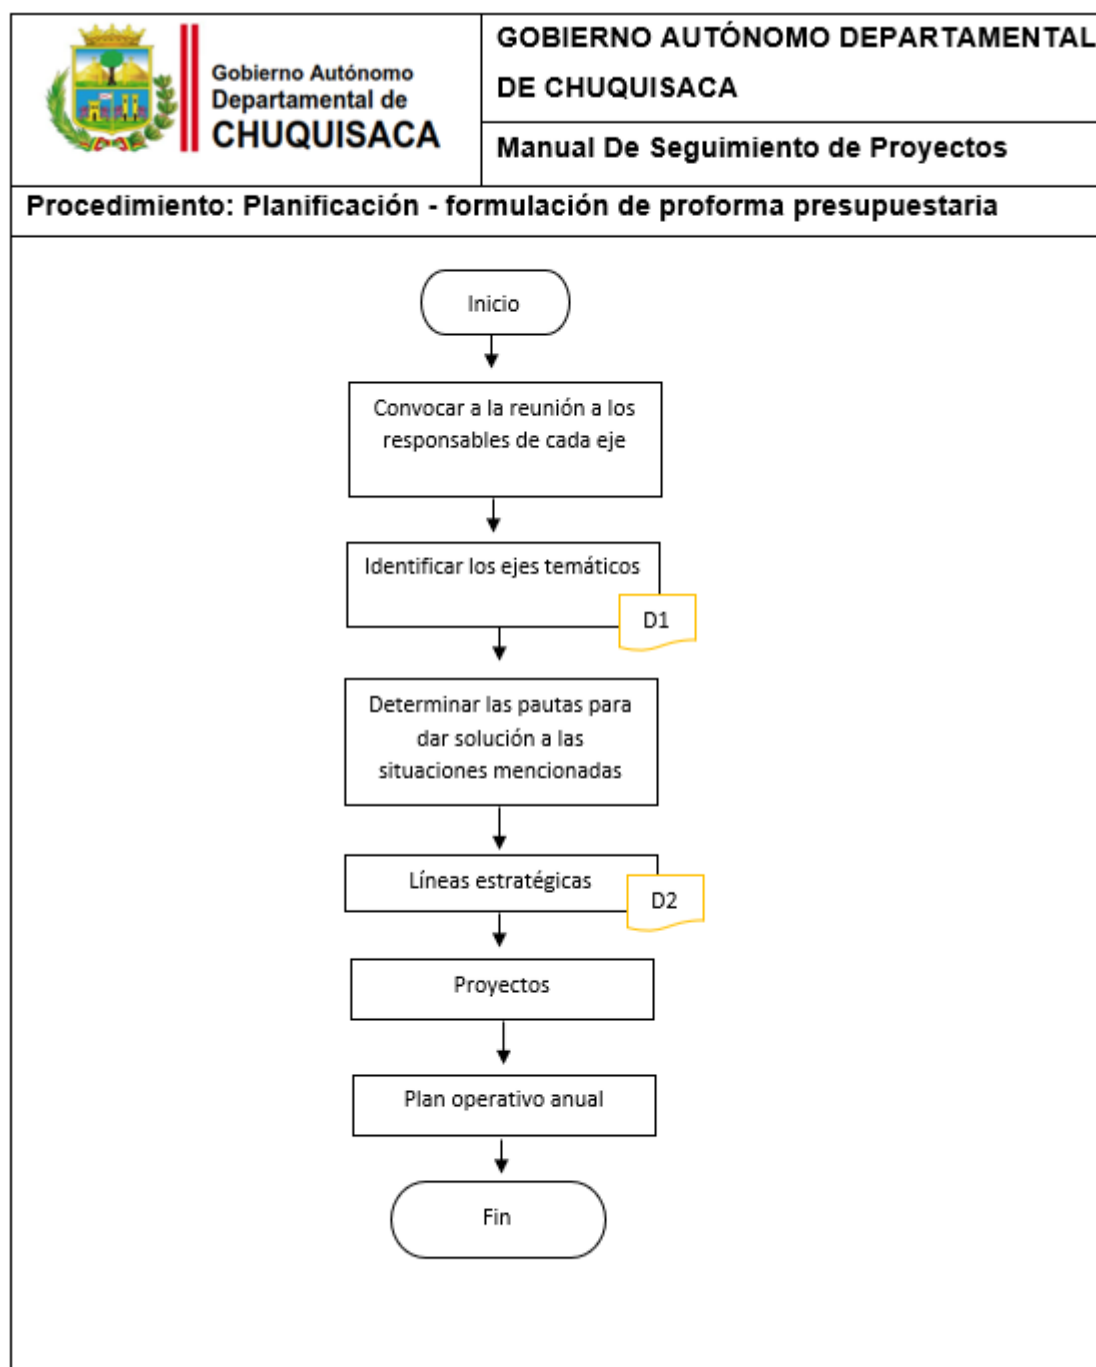 Gobierno Autónomo
Departamental de
CHUQUISACA
GOBIERNO AUTÓNOMO DEPARTAMENTAL
DE CHUQUISACA
Manual De Seguimiento de Proyectos
Procedimiento: Planificación - formulación de proforma presupuestaria
Inicio
Convocar a la reunión a los
responsables de cada eje
Identificar los ejes temáticos
D1
Determinar las pautas para
dar solución a las
situaciones mencionadas
Líneas estratégicas
D2
Proyectos
Plan operativo anual
Fin